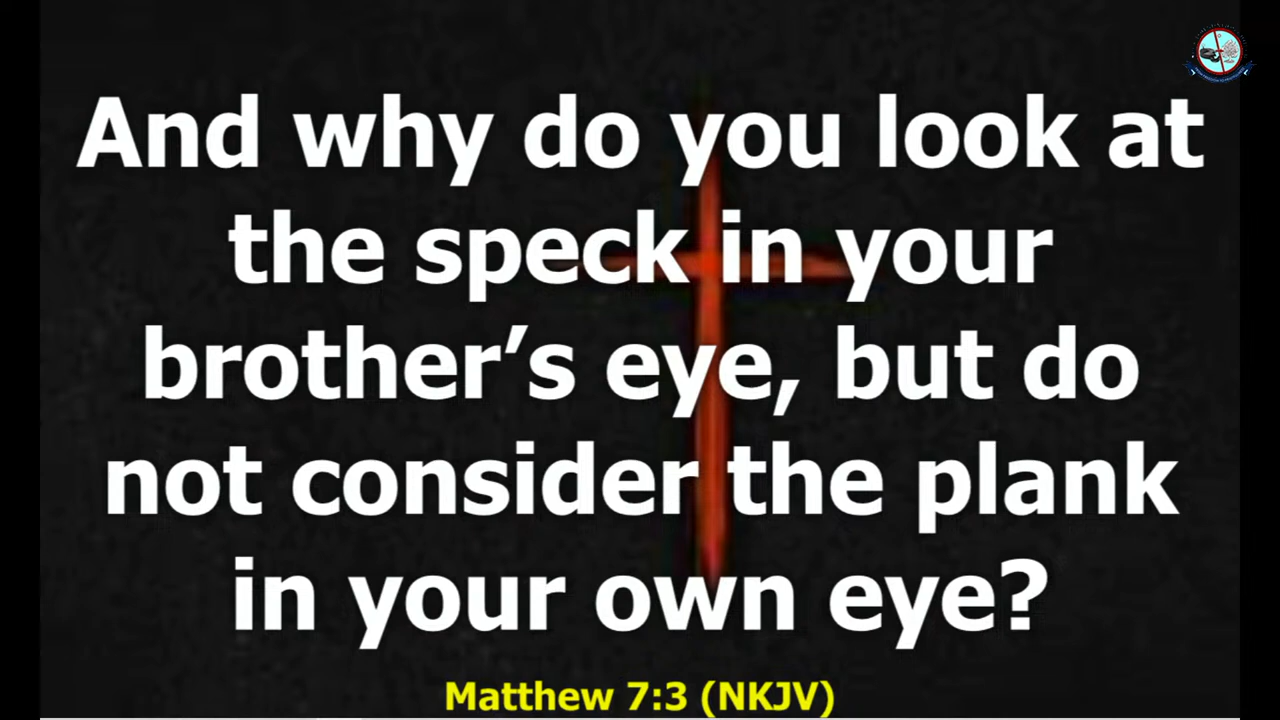 And why do you look at
the speck in your
brother’s eye, but do
not consider the plank
in your own eye?
Matthew 7:3 (NKJV)